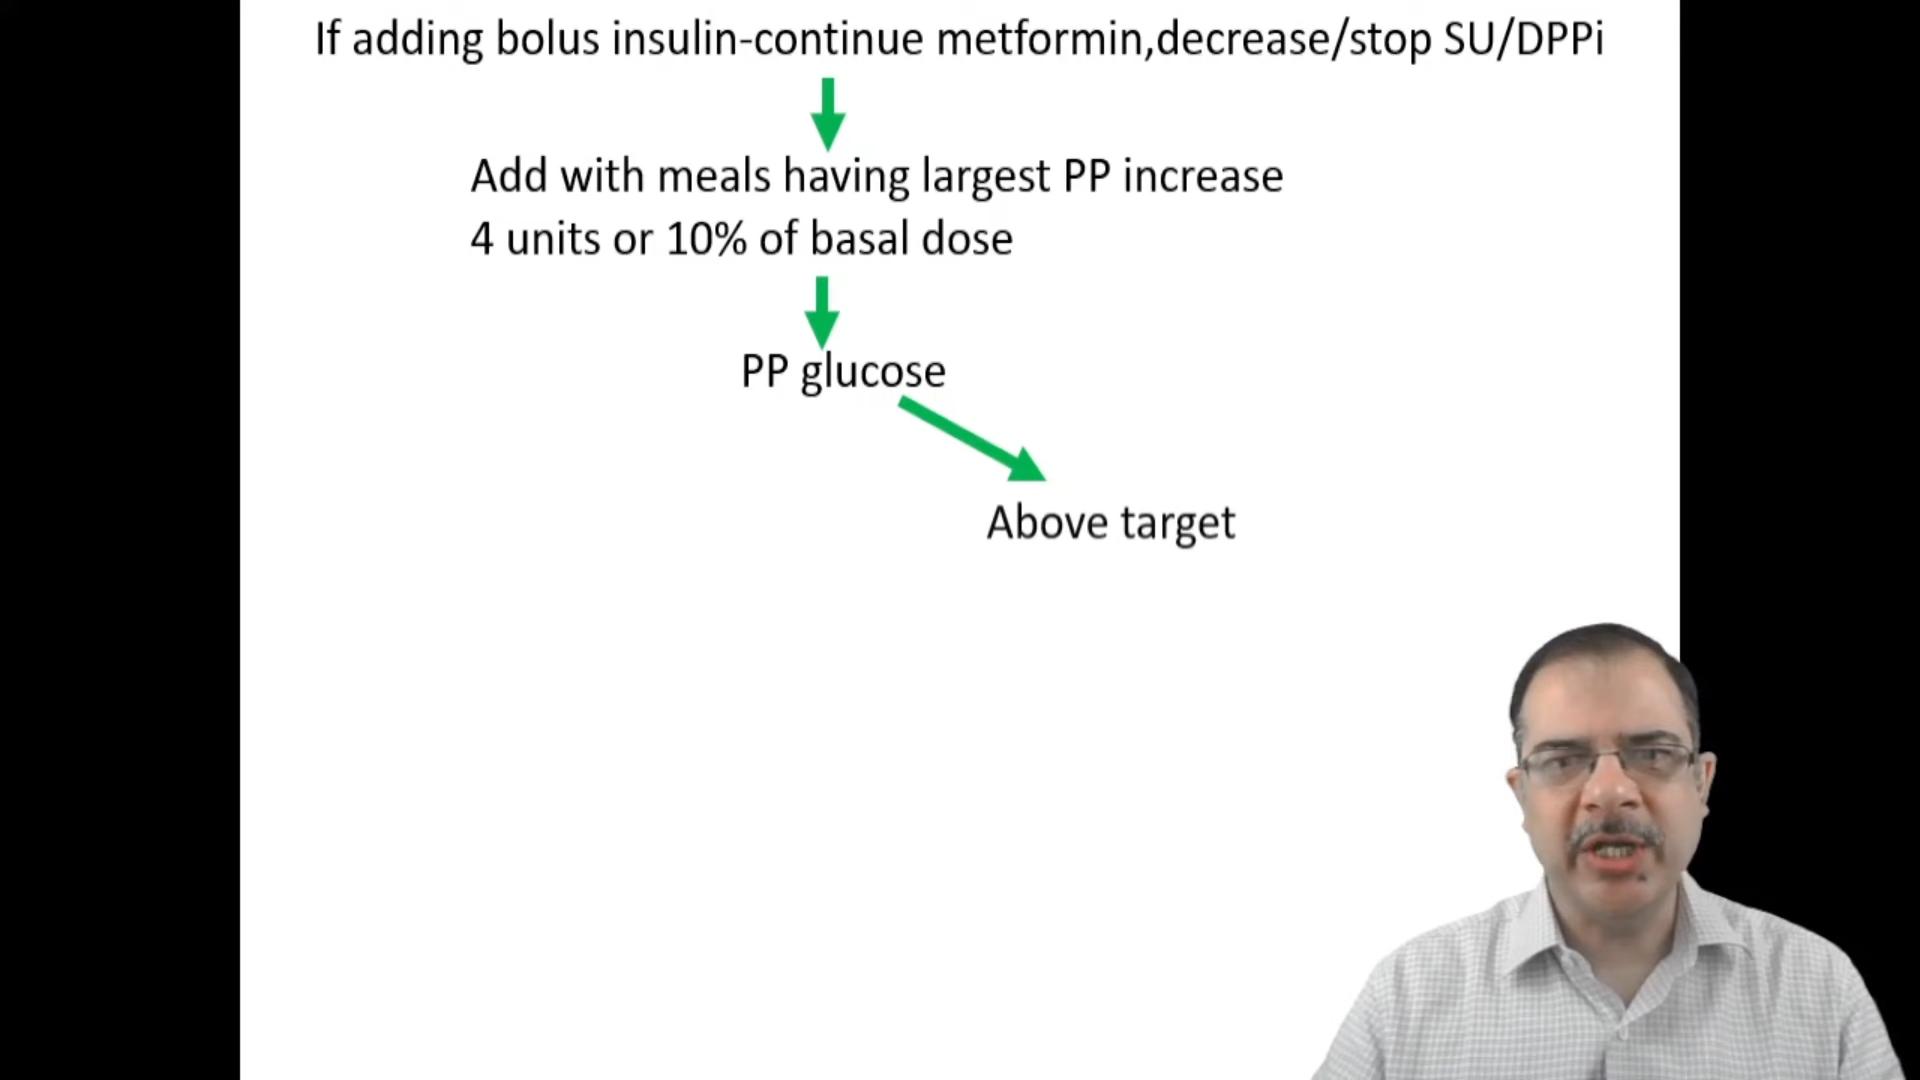 If adding bolus insulin-continue metformin,decrease/stop SU/DPPi
Add with meals having largest PP increase
4 units or 10% of basal dose
PP glucose
Above target